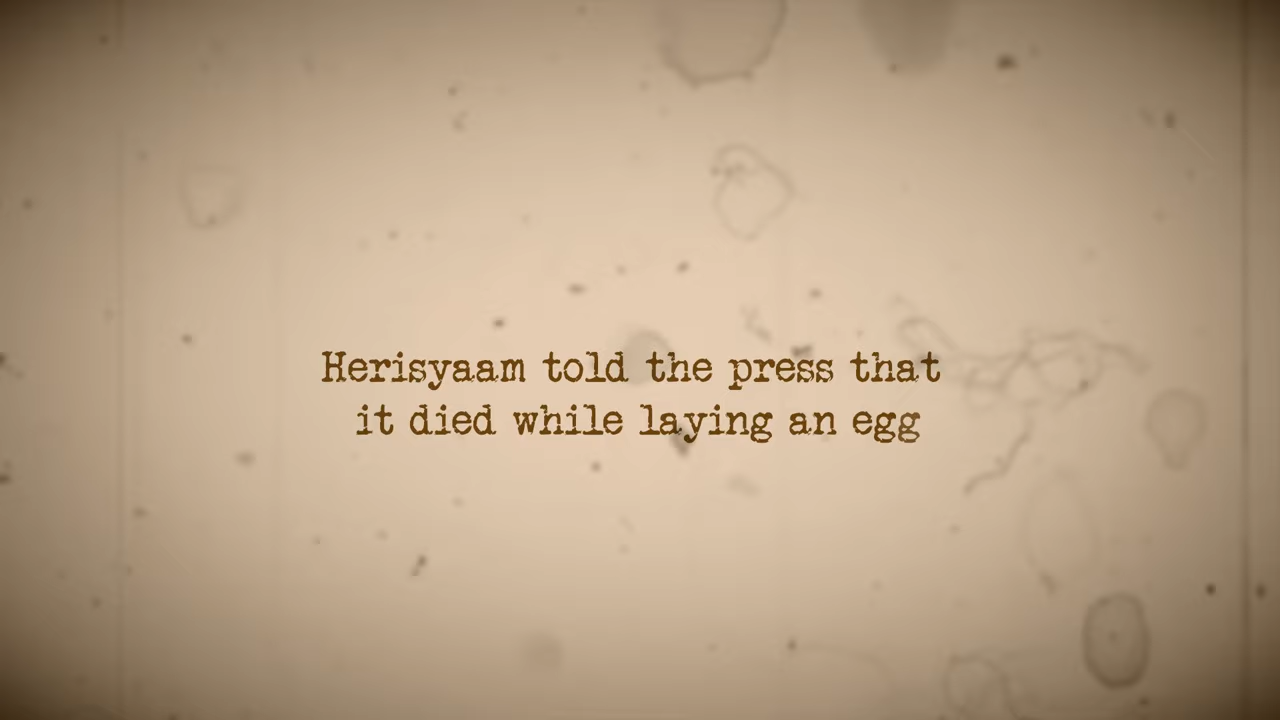 Herisyaam told the press that
it died while laying an egg